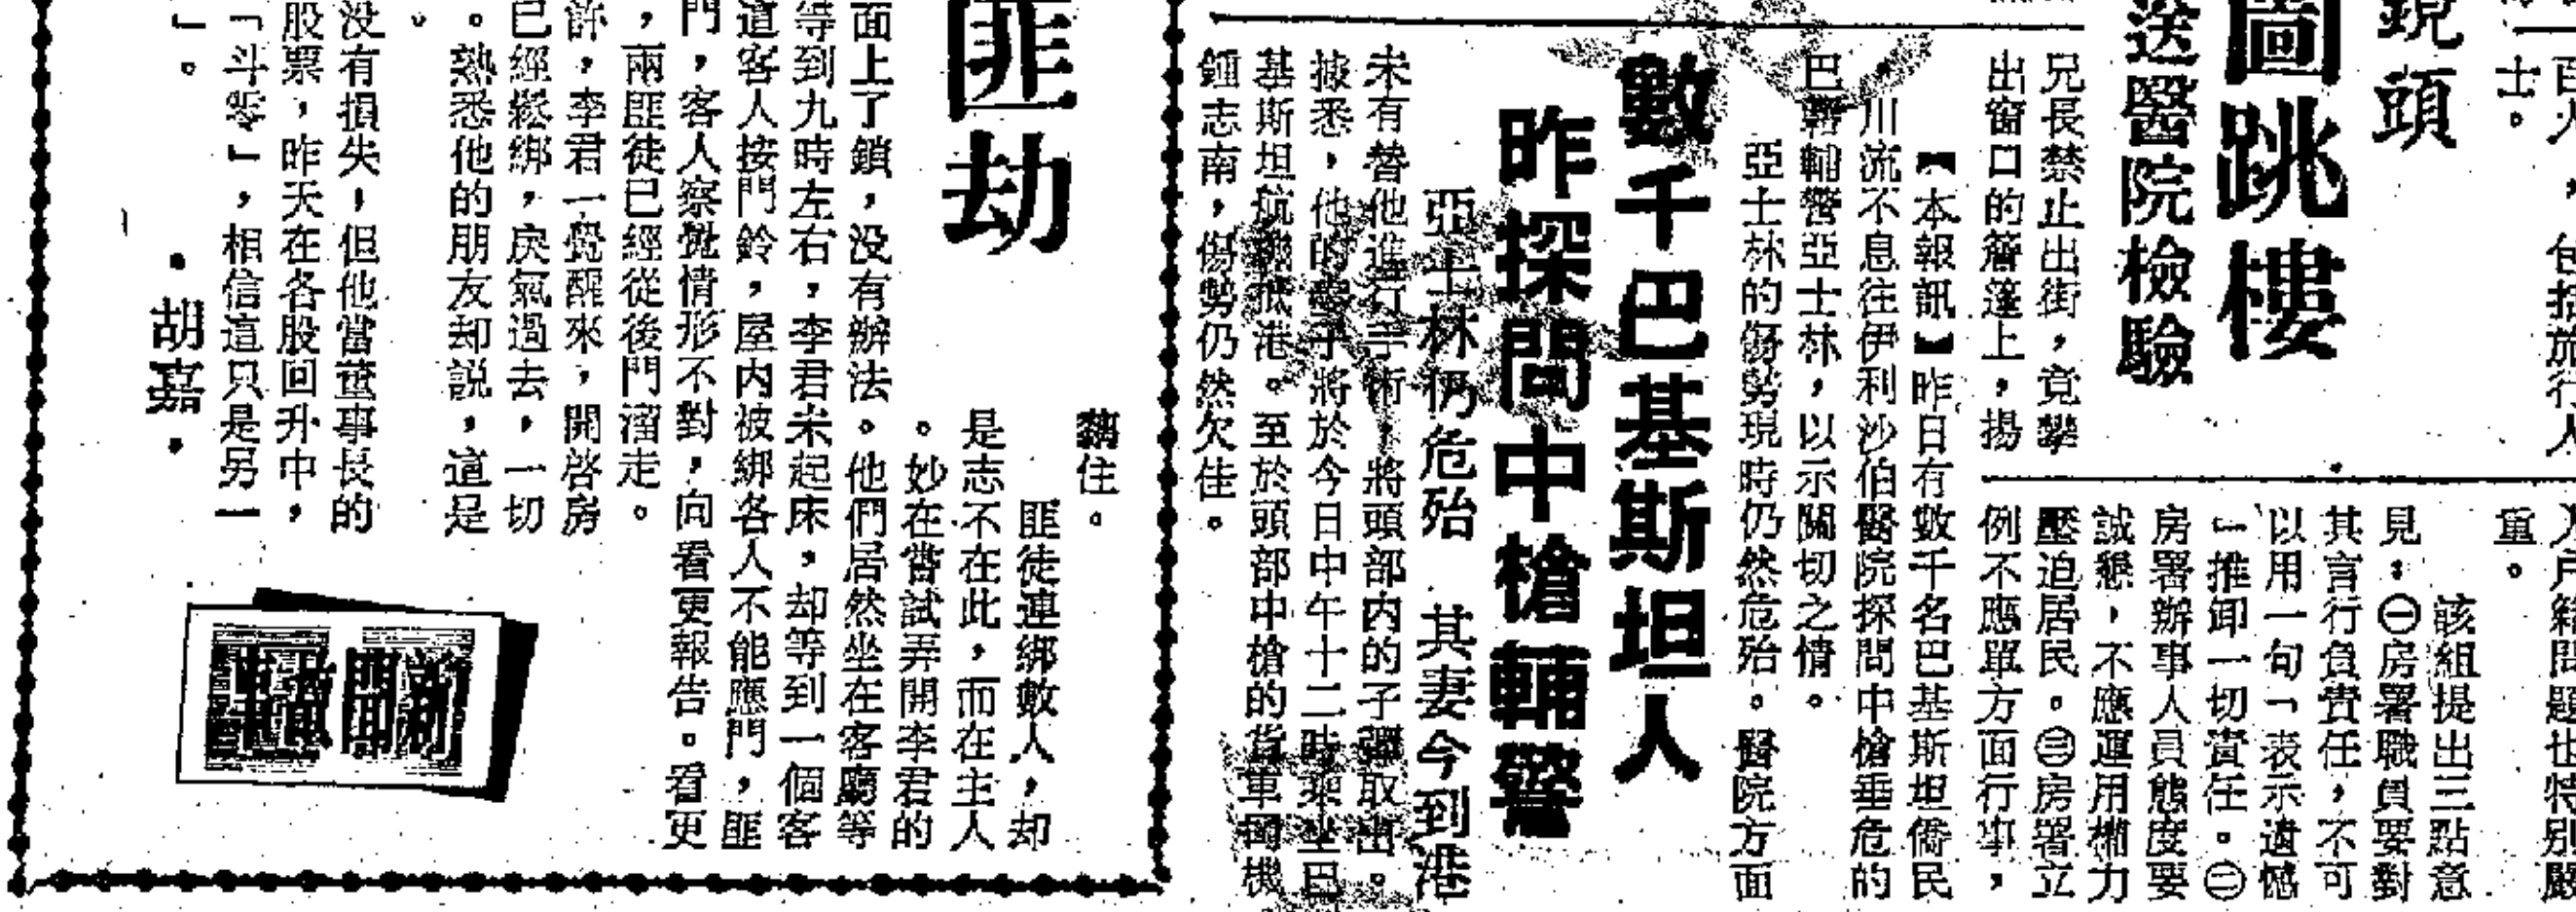 士。
重。
鏡頭
圖跳樓
送醫院檢驗
兄長禁止出街，竟攀
出窗口的簷篷上，揚
該組提出三點意
見：㊀房署職員要對
其言行負責任，不可
以用一句「表示遺憾
」推卸一切責任。㊁
房署辦事人員態度要
誠懇，不應運用權力
壓迫居民。㊂房署立
例不應單方面行事，
數千巴基斯坦人
昨探問中槍輔警
亞士林仍危殆　其妻今到港
【本報訊】昨日有數千名巴基斯坦僑民
，川流不息往伊利沙伯醫院探問中槍垂危的
巴籍輔警亞士林，以示關切之情。
亞士林的傷勢現時仍然危殆。醫院方面
未有替他進行手術，將頭部內的子彈取出。
據悉，他的妻子將於今日中午十二時乘坐巴
基斯坦航機抵港。至於頭部中槍的貨車司機
鍾志南，傷勢仍然欠佳。
匪劫
住。
匪徒連綁數人，却
是志不在此，而在主人
。妙在嘗試弄開李君的
面上了鎖，没有辦法。他們居然坐在客廳等
等到九時左右，李君未起床，却等到一個客
這客人按門鈴，屋内被綁各人不能應門，匪
門，客人察覺情形不對，向看更報告。看更
，兩匪徒已經從後門溜走。
許，李君一覺醒來，開啓房
已經鬆綁，戾氣過去，一切
。熟悉他的朋友却説，這是
。
没有損失，但他當董事長的
股票，昨天在各股回升中，
「斗零」，相信這只是另一
」。
・胡嘉・
新聞故事